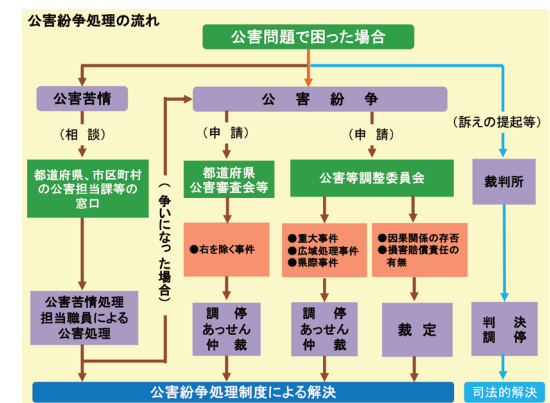 公害紛争処理の流れ
公害問題で困った場合
公害苦情
公害紛争
(相談)
(申請)
(申請)
(訴えの提起等)
都道府県、市区町村
の公害担当課等の
窓口
(争いになった場合)
都道府県
公害審査会等
公害等調整委員会
裁判所
●右を除く事件
●重大事件
●広域処理事件
●県際事件
●因果関係の存否
●損害賠償責任の
有無
公害苦情処理
担当職員による
公害処理
調停
あっせん
仲裁
調停
あっせん
仲裁
裁定
判決
調停
公害紛争処理制度による解決
司法的解決